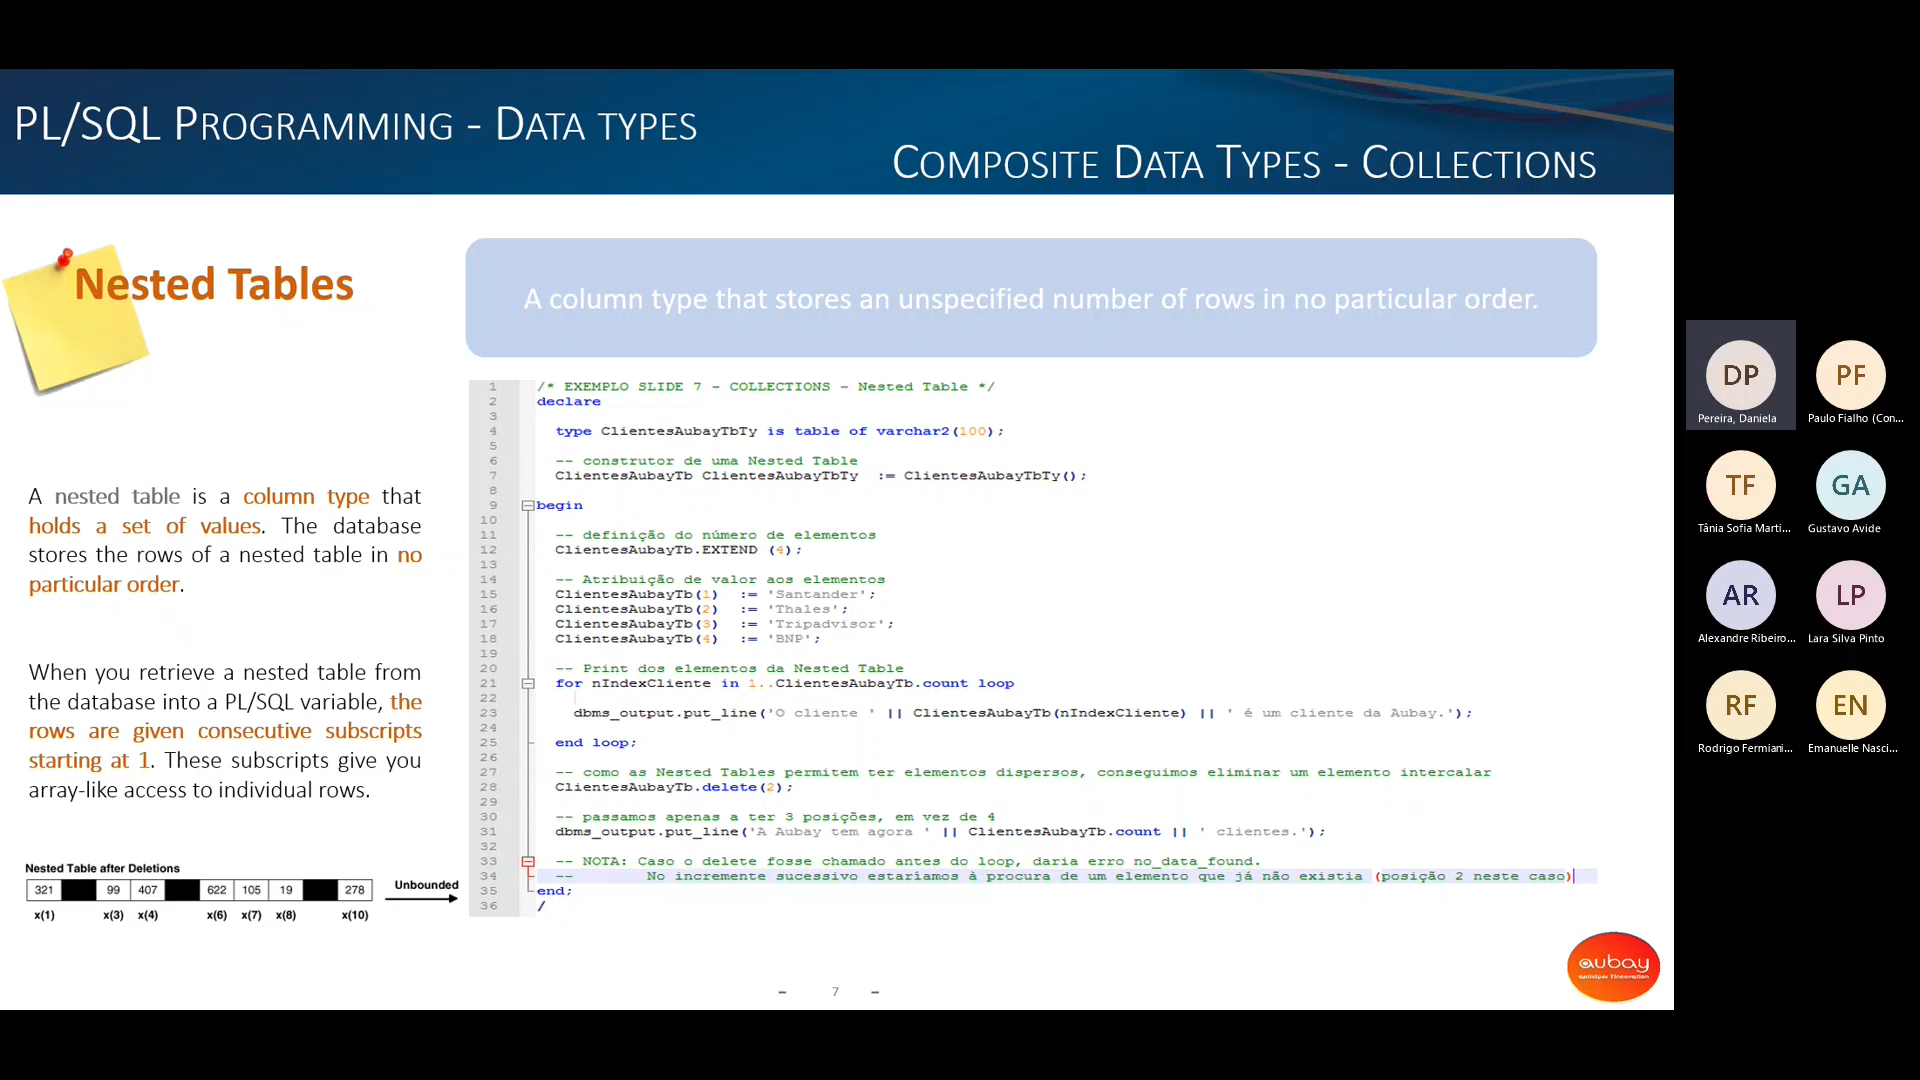 PL/SQL PROGRAMMING - DATA TYPES
COMPOSITE DATA TYPES - COLLECTIONS
Nested Tables
A column type that stores an unspecified number of rows in no particular order.
A nested table is a column type that
holds a set of values. The database
stores the rows of a nested table in no
particular order.
When you retrieve a nested table from
the database into a PL/SQL variable, the
rows are given consecutive subscripts
starting at 1. These subscripts give you
array-like access to individual rows.
Nested Table after Deletions
321 99 407 622 105 19 278
Unbounded
x(1) x(3) x(4) x(6) x(7) x(8) x(10)
1 /* EXEMPLO SLIDE 7 - COLLECTIONS - Nested Table */
2 declare
3
4 type ClientesAubayTbTy is table of varchar2(100);
5
6 -- construtor de uma Nested Table
7 ClientesAubayTb ClientesAubayTbTy := ClientesAubayTbTy();
8
9 begin
10
11 -- definição do número de elementos
12 ClientesAubayTb.EXTEND (4);
13
14 -- Atribuição de valor aos elementos
15 ClientesAubayTb(1) := 'Santander';
16 ClientesAubayTb(2) := 'Thales';
17 ClientesAubayTb(3) := 'Tripadvisor';
18 ClientesAubayTb(4) := 'BNP';
19
20 -- Print dos elementos da Nested Table
21 for nIndexCliente in 1..ClientesAubayTb.count loop
22
23 dbms_output.put_line('O cliente ' || ClientesAubayTb(nIndexCliente) || ' é um cliente da Aubay.');
24
25 end loop;
26
27 -- como as Nested Tables permitem ter elementos dispersos, conseguimos eliminar um elemento intercalar
28 ClientesAubayTb.delete(2);
29
30 -- passamos apenas a ter 3 posições, em vez de 4
31 dbms_output.put_line('A Aubay tem agora ' || ClientesAubayTb.count || ' clientes.');
32
33 -- NOTA: Caso o delete fosse chamado antes do loop, daria erro no_data_found.
34 -- No incremente sucessivo estaríamos à procura de um elemento que já não existia (posição 2 neste caso)
35 end;
36 /
aubay
anticiper l'innovation
- 7 -
DP
Pereira, Daniela
PF
Paulo Fialho (Con...
TF
Tânia Sofia Marti...
GA
Gustavo Avide
AR
Alexandre Ribeiro...
LP
Lara Silva Pinto
RF
Rodrigo Fermiani...
EN
Emanuelle Nasci...